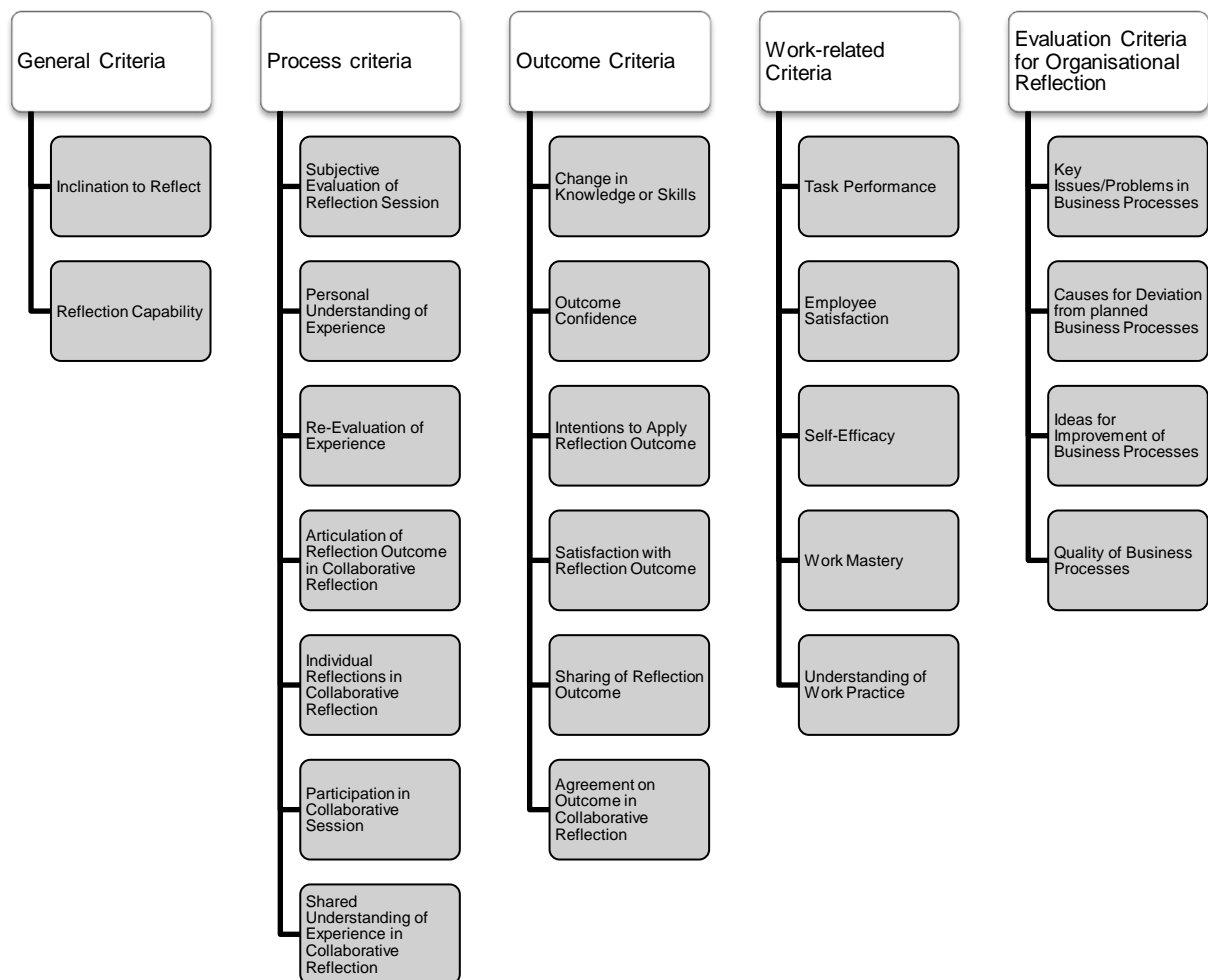 General Criteria
Inclination to Reflect
Reflection Capability
Process criteria
Subjective
Evaluation of
Reflection Session
Personal
Understanding of
Experience
Re-Evaluation of
Experience
Articulation of
Reflection Outcome
in Collaborative
Reflection
Individual
Reflections in
Collaborative
Reflection
Participation in
Collaborative
Session
Shared
Understanding of
Experience in
Collaborative
Reflection
Outcome Criteria
Change in
Knowledge or Skills
Outcome
Confidence
Intentions to Apply
Reflection Outcome
Satisfaction with
Reflection Outcome
Sharing of Reflection
Outcome
Agreement on
Outcome in
Collaborative
Reflection
Work-related
Criteria
Task Performance
Employee
Satisfaction
Self-Efficacy
Work Mastery
Understanding of
Work Practice
Evaluation Criteria
for Organisational
Reflection
Key
Issues/Problems in
Business Processes
Causes for Deviation
from planned
Business Processes
Ideas for
Improvement of
Business Processes
Quality of Business
Processes